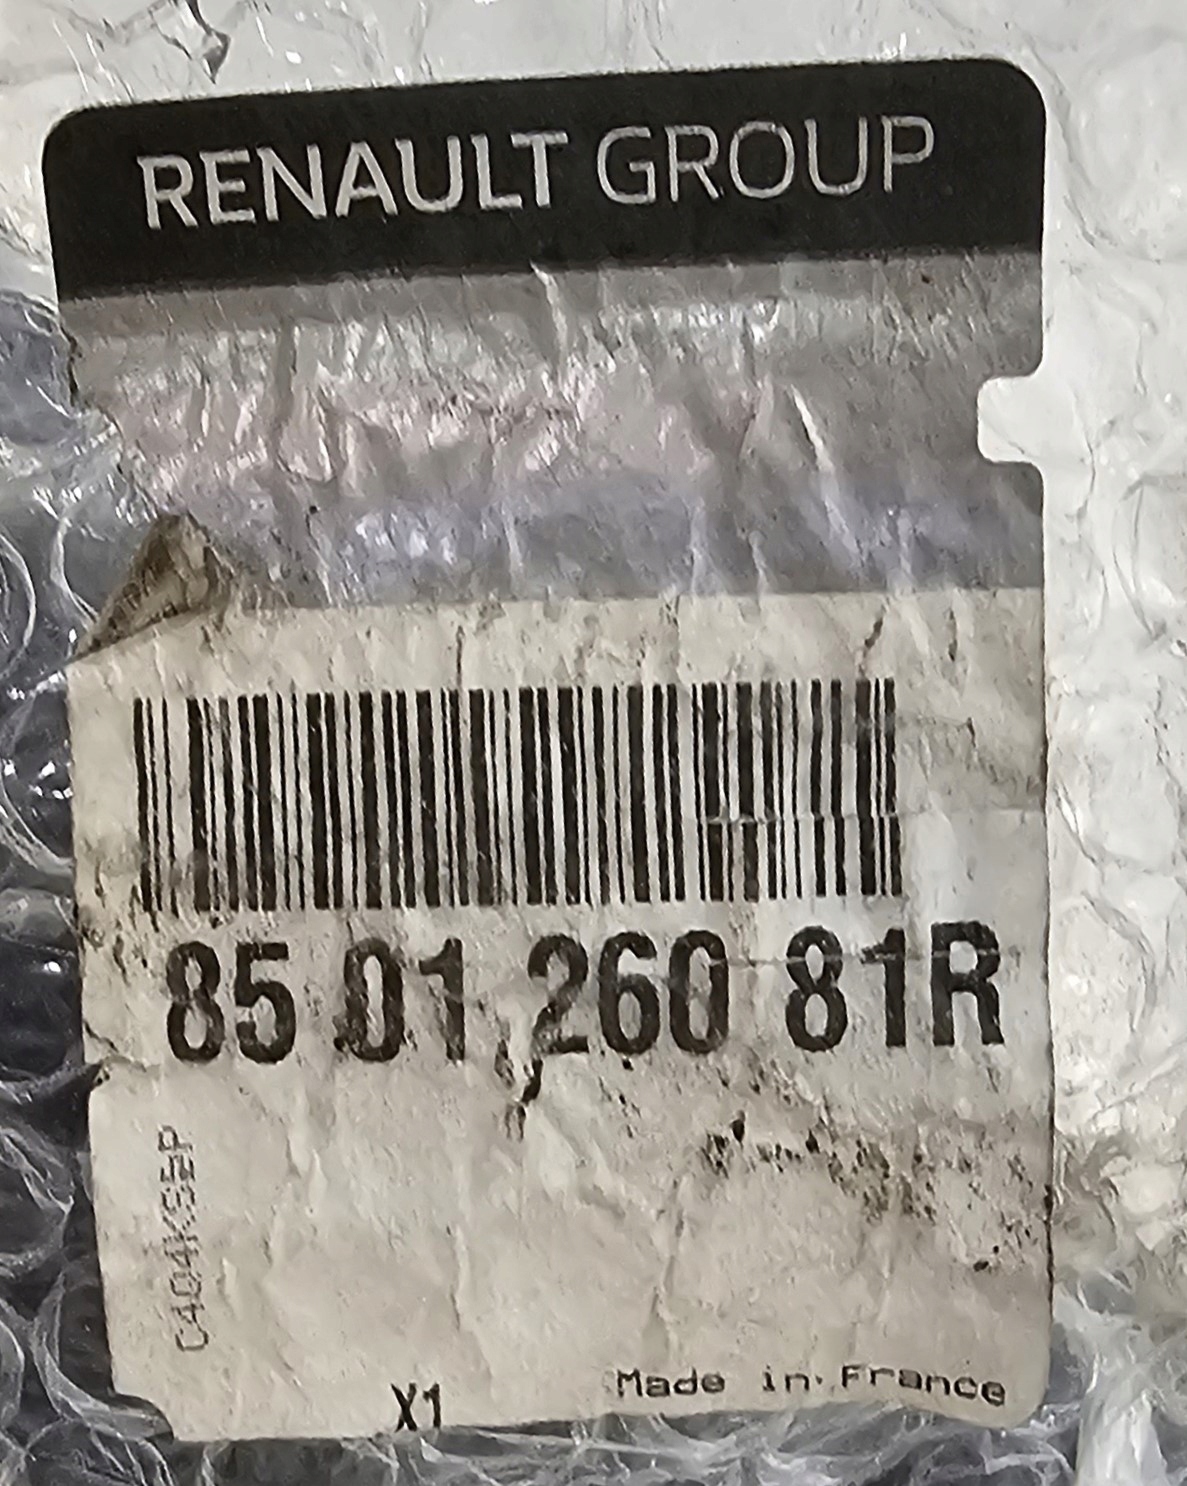 RENAULT GROUP
85 01 260 81R
C404KSEP
X1
Made in France